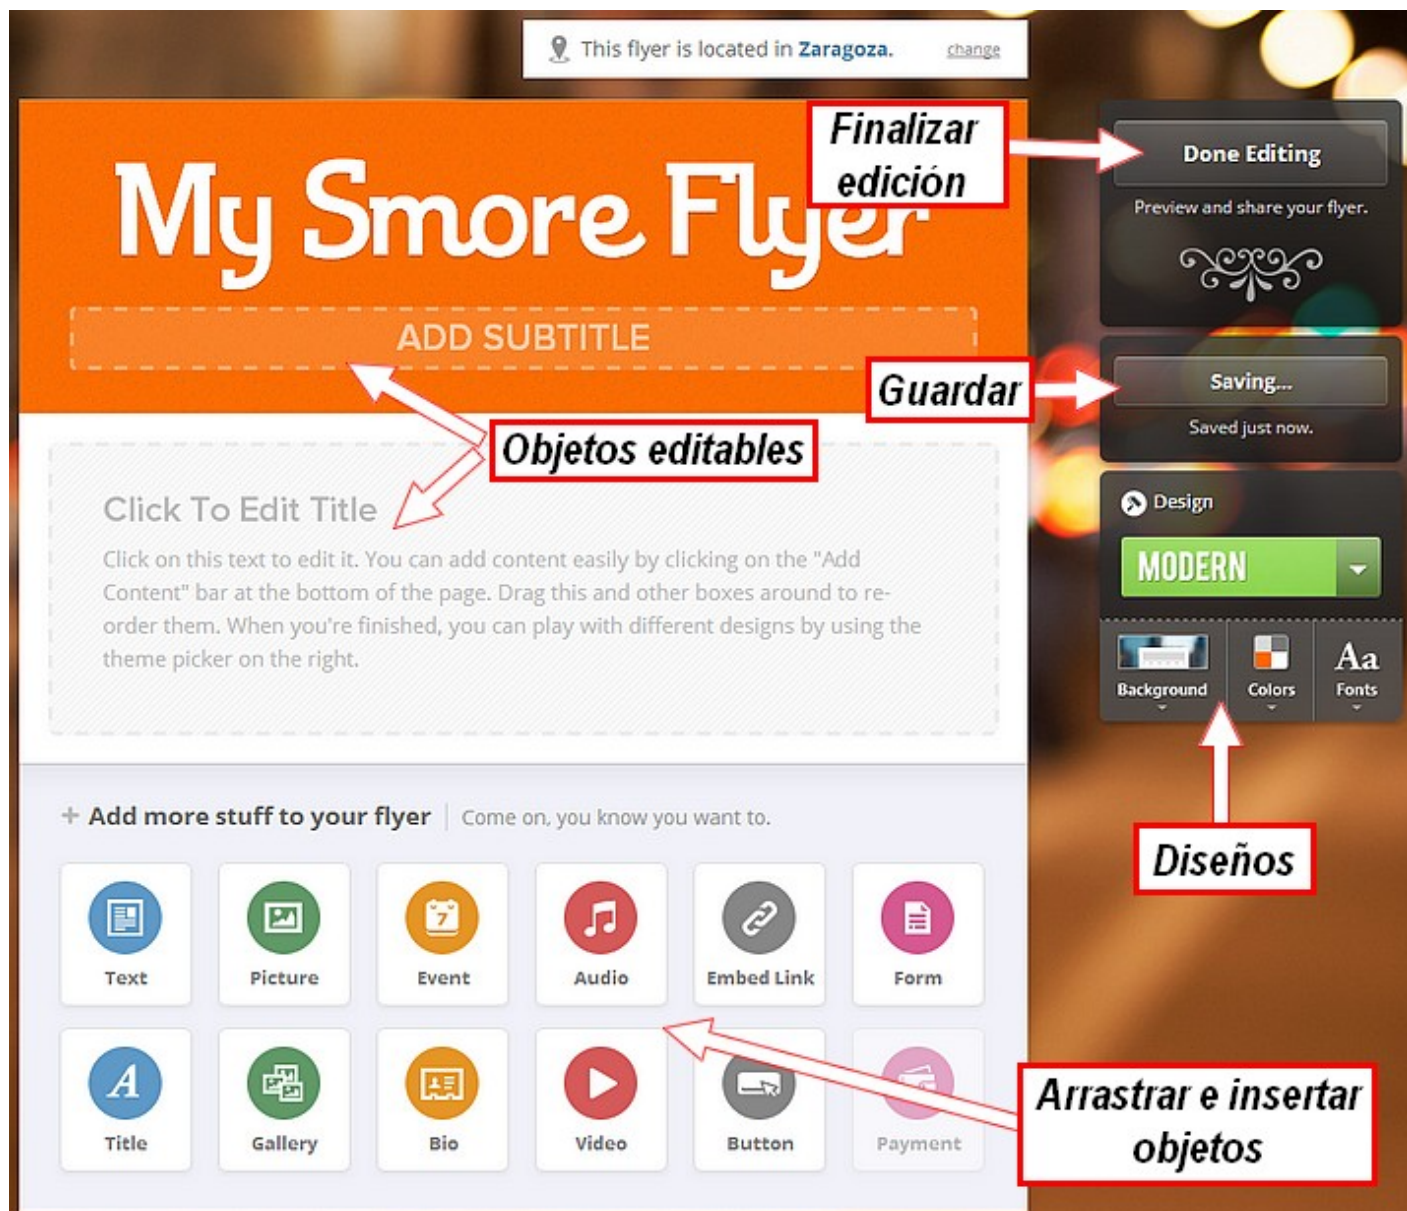 This flyer is located in Zaragoza. change
My Smore Flyer
ADD SUBTITLE
Finalizar
edición
Done Editing
Preview and share your flyer.
Guardar
Saving...
Saved just now.
Objetos editables
Click To Edit Title
Click on this text to edit it. You can add content easily by clicking on the "Add
Content" bar at the bottom of the page. Drag this and other boxes around to re-
order them. When you're finished, you can play with different designs by using the
theme picker on the right.
Design
MODERN
Aa
Background Colors Fonts
Diseños
+ Add more stuff to your flyer | Come on, you know you want to.
7
Text Picture Event Audio Embed Link Form
A
Title Gallery Bio Video Button Payment
Arrastrar e insertar
objetos